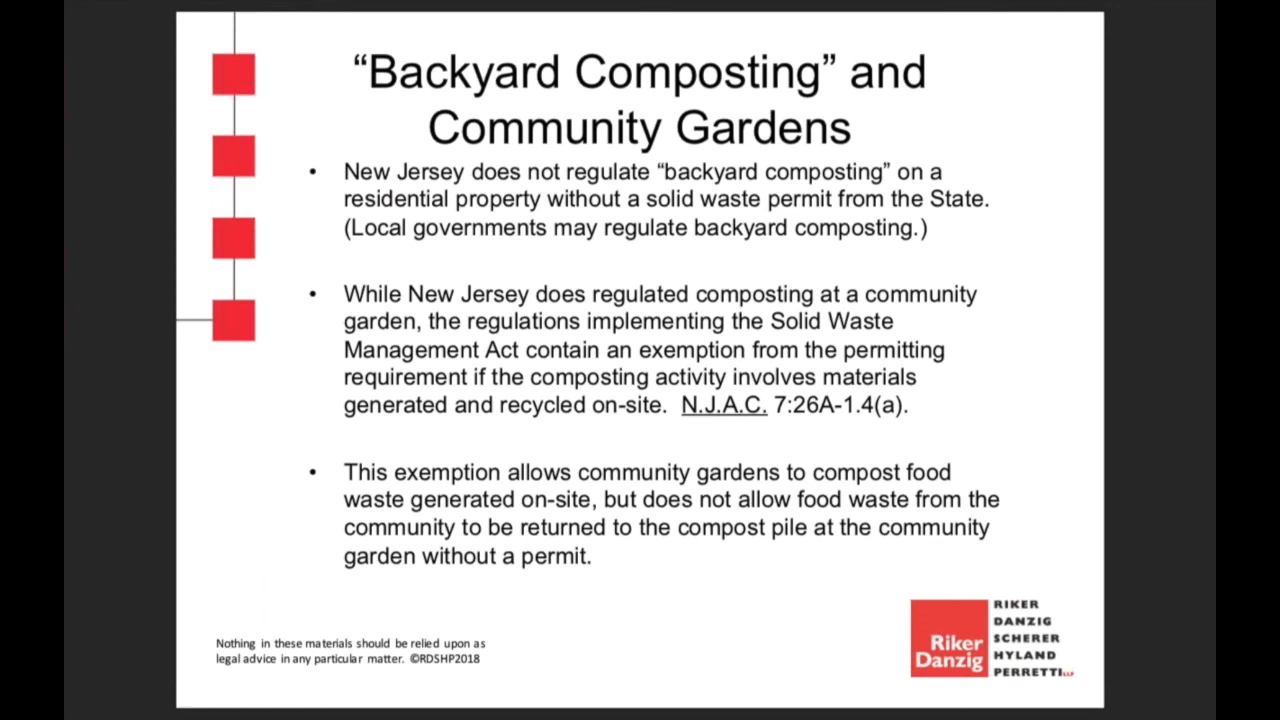 “Backyard Composting” and
Community Gardens
• New Jersey does not regulate “backyard composting” on a
residential property without a solid waste permit from the State.
(Local governments may regulate backyard composting.)
• While New Jersey does regulated composting at a community
garden, the regulations implementing the Solid Waste
Management Act contain an exemption from the permitting
requirement if the composting activity involves materials
generated and recycled on-site. N.J.A.C. 7:26A-1.4(a).
• This exemption allows community gardens to compost food
waste generated on-site, but does not allow food waste from the
community to be returned to the compost pile at the community
garden without a permit.
Nothing in these materials should be relied upon as
legal advice in any particular matter. ©RDSHP2018
Riker
Danzig
RIKER
DANZIG
SCHERER
HYLAND
PERRETTI LLP